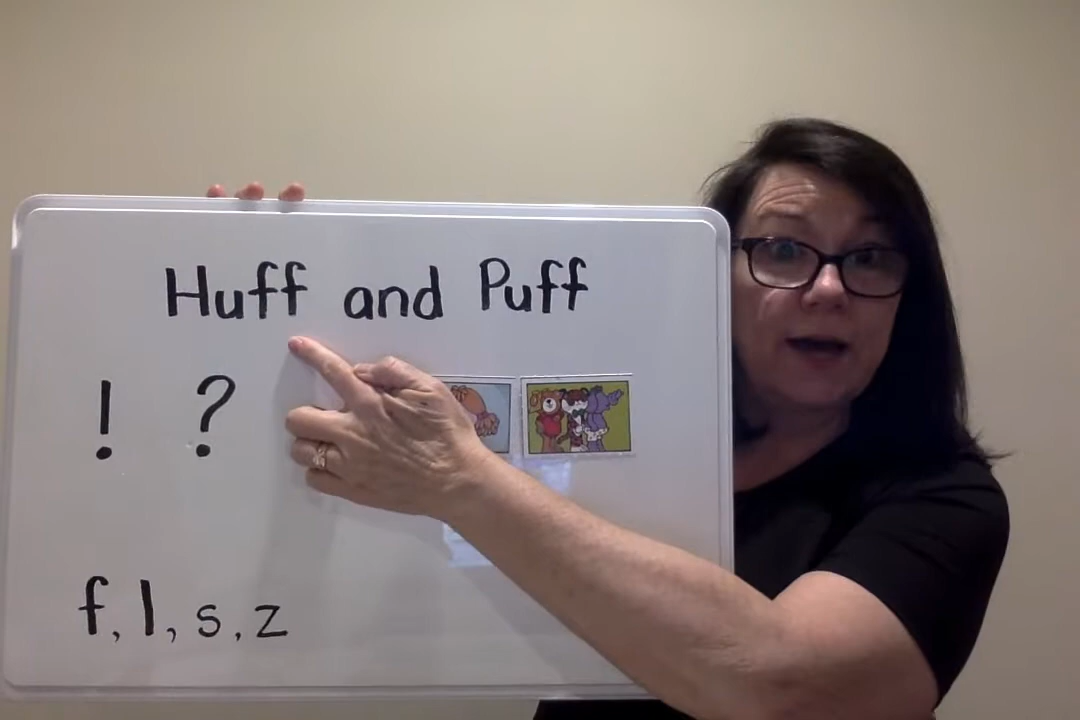 Huff and Puff
! ?
f, l, s, z